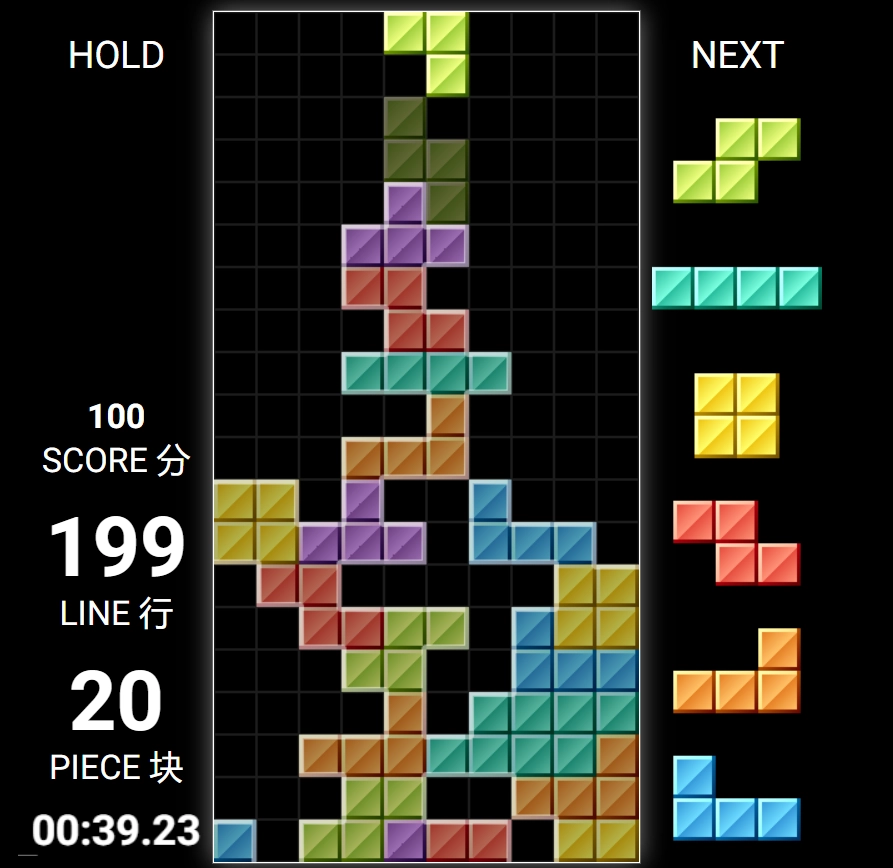 HOLD
NEXT
100
SCORE 分
199
LINE 行
20
PIECE 块
00:39.23